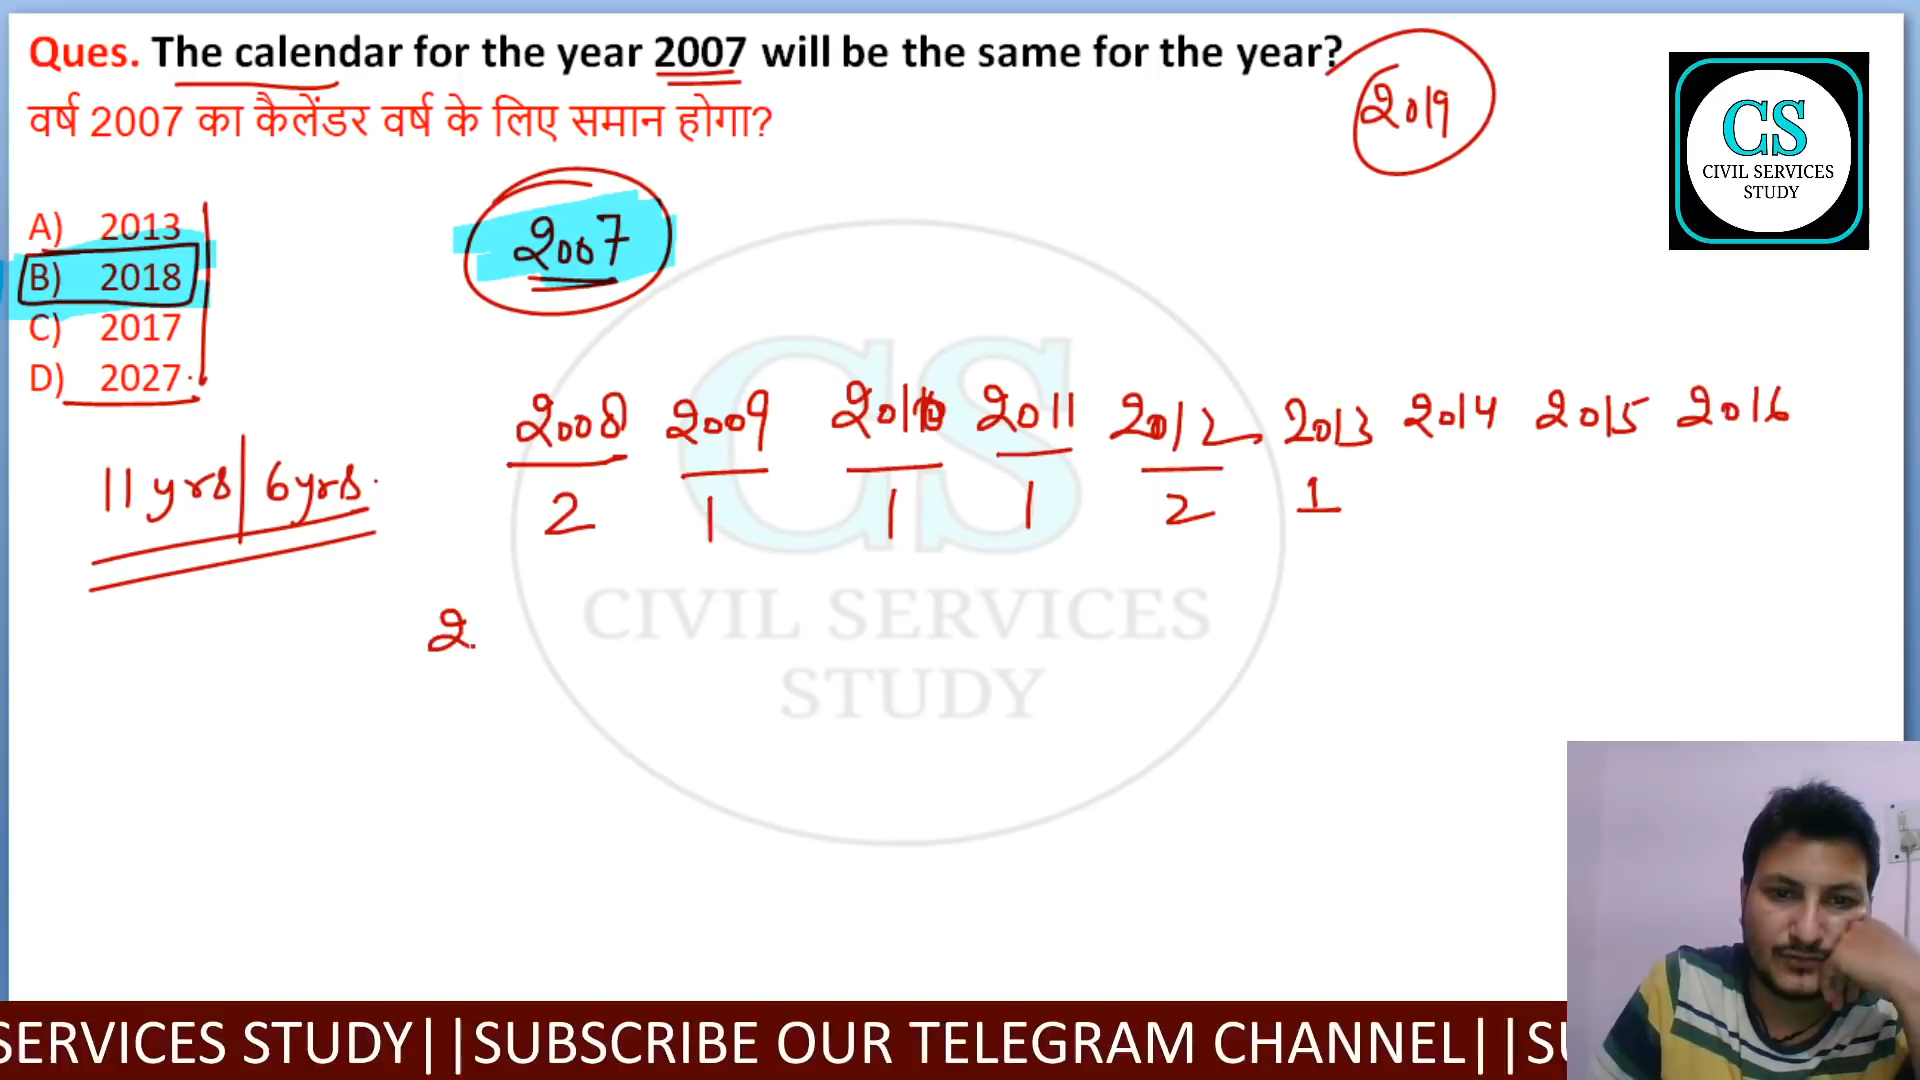 Ques. The calendar for the year 2007 will be the same for the year?
वर्ष 2007 का कैलेंडर वर्ष के लिए समान होगा?
2019
CS
CIVIL SERVICES
STUDY
A) 2013
B) 2018
C) 2017
D) 2027
2007
2008 2009 2010 2011 2012 2013 2014 2015 2016
2 1 1 1 2 1
11 yrs 6 yrs.
2
CS
CIVIL SERVICES
STUDY
SERVICES STUDY||SUBSCRIBE OUR TELEGRAM CHANNEL||SU